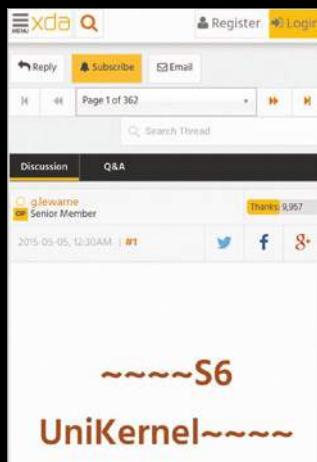 MENU xda Register Login
Reply Subscribe Email
Page 1 of 362
Search Thread
Discussion Q&A
g.lewarne Thanks: 9,957
OP Senior Member
2015-05-05, 12:30AM | #1
~~~~S6
UniKernel~~~~